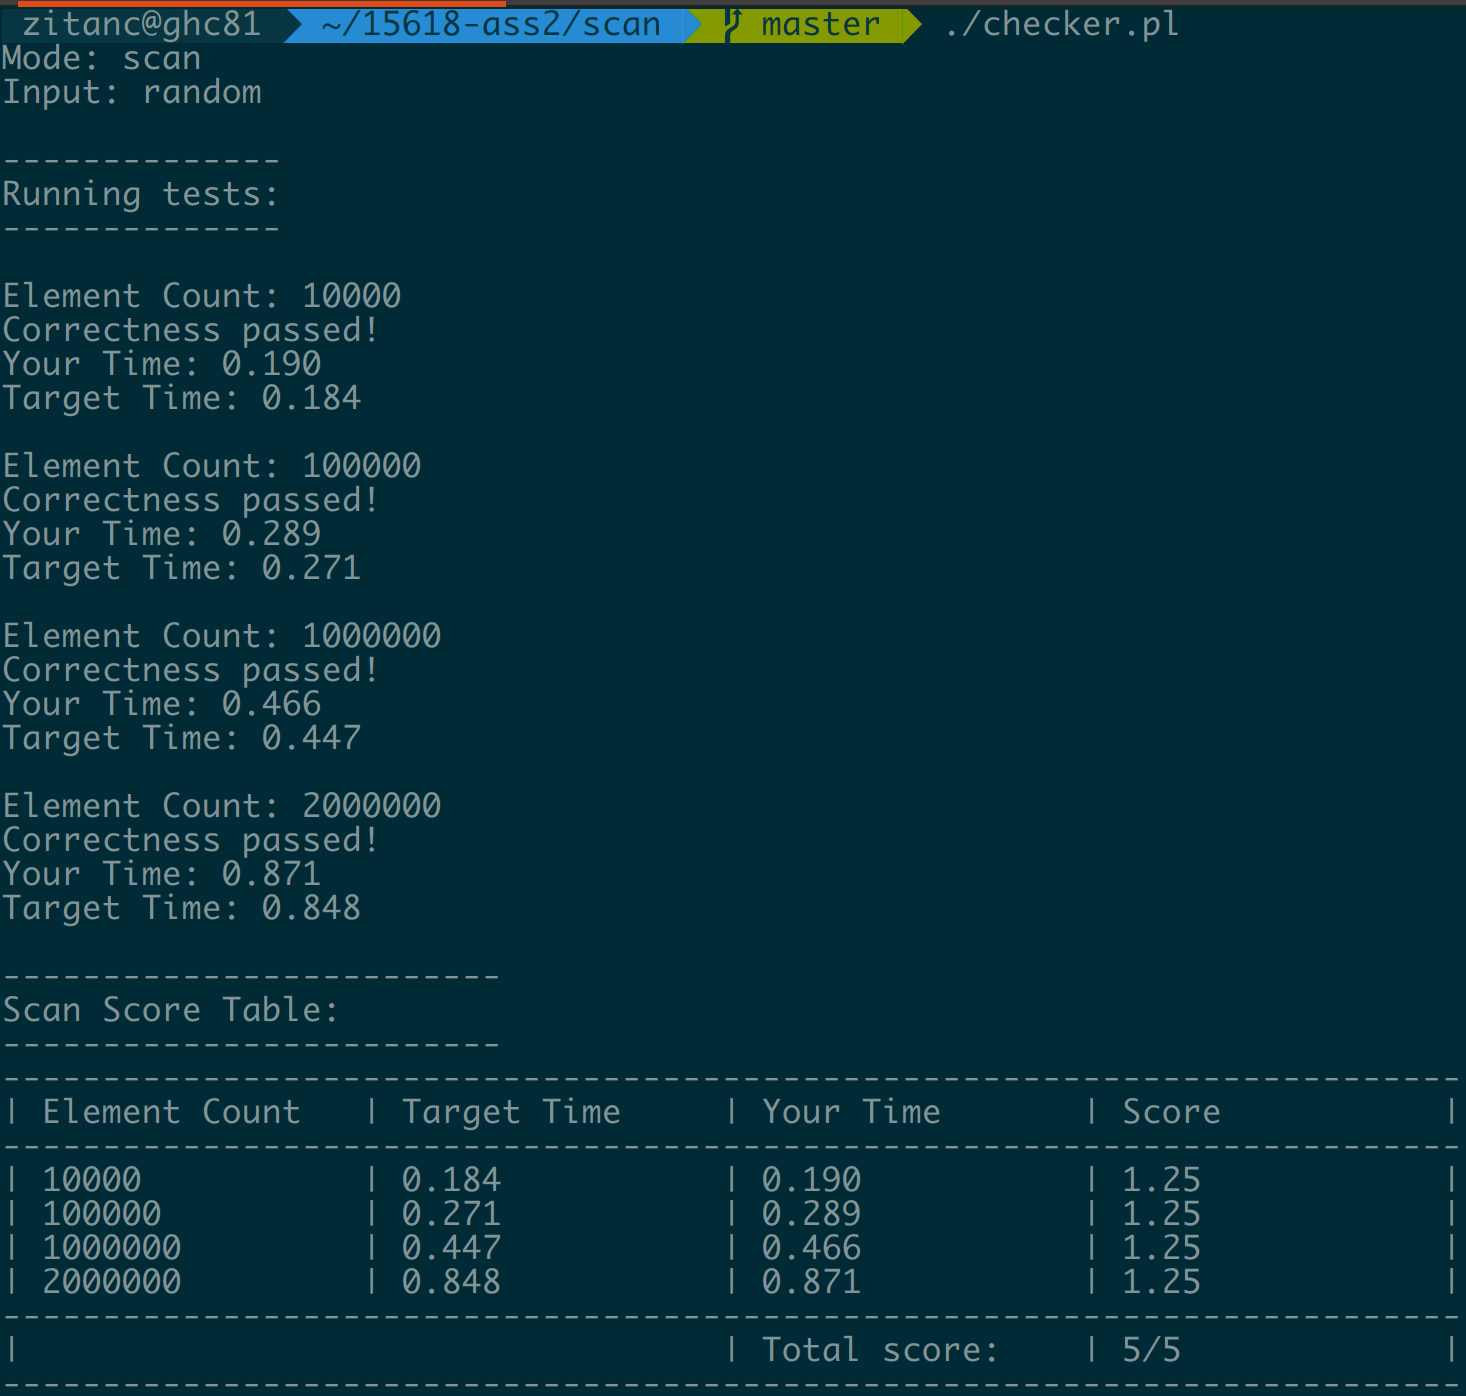 zitanc@ghc81 ~/15618-ass2/scan master ./checker.pl
Mode: scan
Input: random
--------------
Running tests:
--------------
Element Count: 10000
Correctness passed!
Your Time: 0.190
Target Time: 0.184
Element Count: 100000
Correctness passed!
Your Time: 0.289
Target Time: 0.271
Element Count: 1000000
Correctness passed!
Your Time: 0.466
Target Time: 0.447
Element Count: 2000000
Correctness passed!
Your Time: 0.871
Target Time: 0.848
-------------------------
Scan Score Table:
-------------------------
-------------------------------------------------------------------------
| Element Count   | Target Time     | Your Time       | Score           |
-------------------------------------------------------------------------
| 10000           | 0.184           | 0.190           | 1.25            |
| 100000          | 0.271           | 0.289           | 1.25            |
| 1000000         | 0.447           | 0.466           | 1.25            |
| 2000000         | 0.848           | 0.871           | 1.25            |
-------------------------------------------------------------------------
|                                   | Total score:    | 5/5             |
-------------------------------------------------------------------------